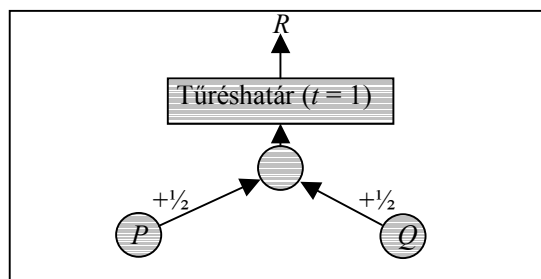 R
Tűréshatár (t = 1)
+½ +½
P Q